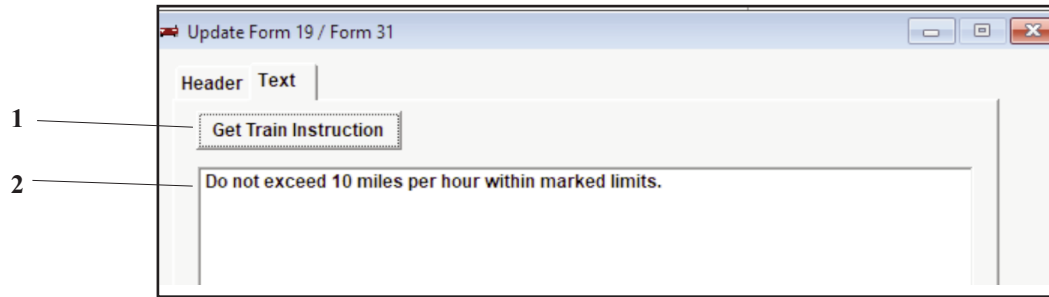 Update Form 19 / Form 31
Header Text
1 Get Train Instruction
2 Do not exceed 10 miles per hour within marked limits.